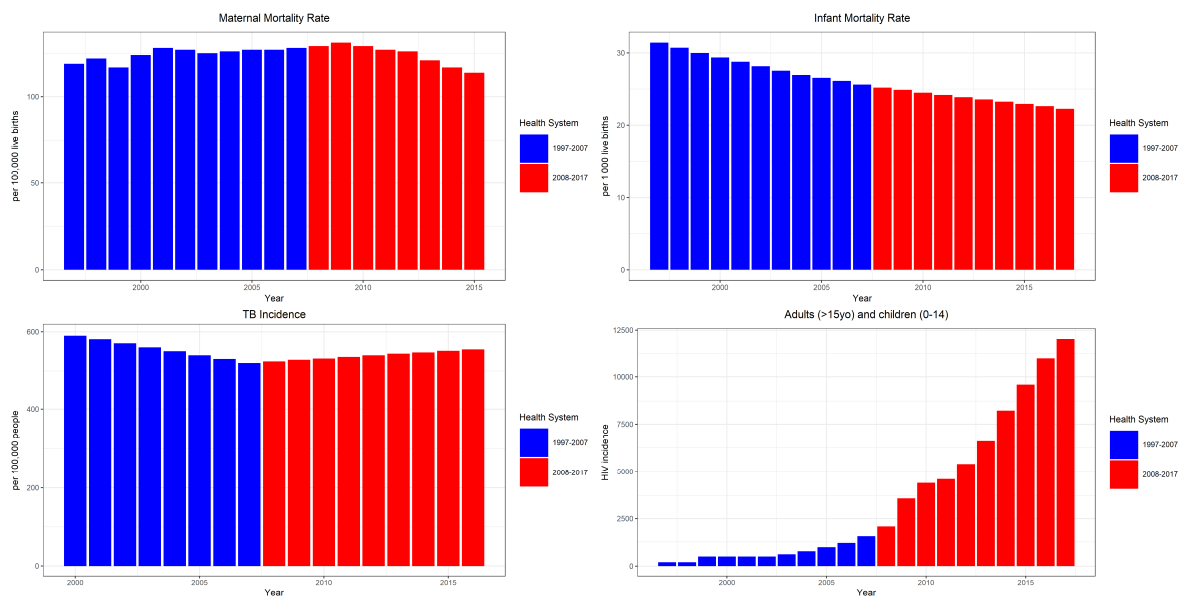 Maternal Mortality Rate
per 100,000 live births
100
50
0
2000
2005
2010
2015
Year
Health System
1997-2007
2008-2017
Infant Mortality Rate
per 1 000 live births
30
20
10
0
2000
2005
2010
2015
Year
Health System
1997-2007
2008-2017
TB Incidence
per 100,000 people
600
400
200
0
2000
2005
2010
2015
Year
Health System
1997-2007
2008-2017
Adults (>15yo) and children (0-14)
HIV incidence
12500
10000
7500
5000
2500
0
2000
2005
2010
2015
Year
Health System
1997-2007
2008-2017